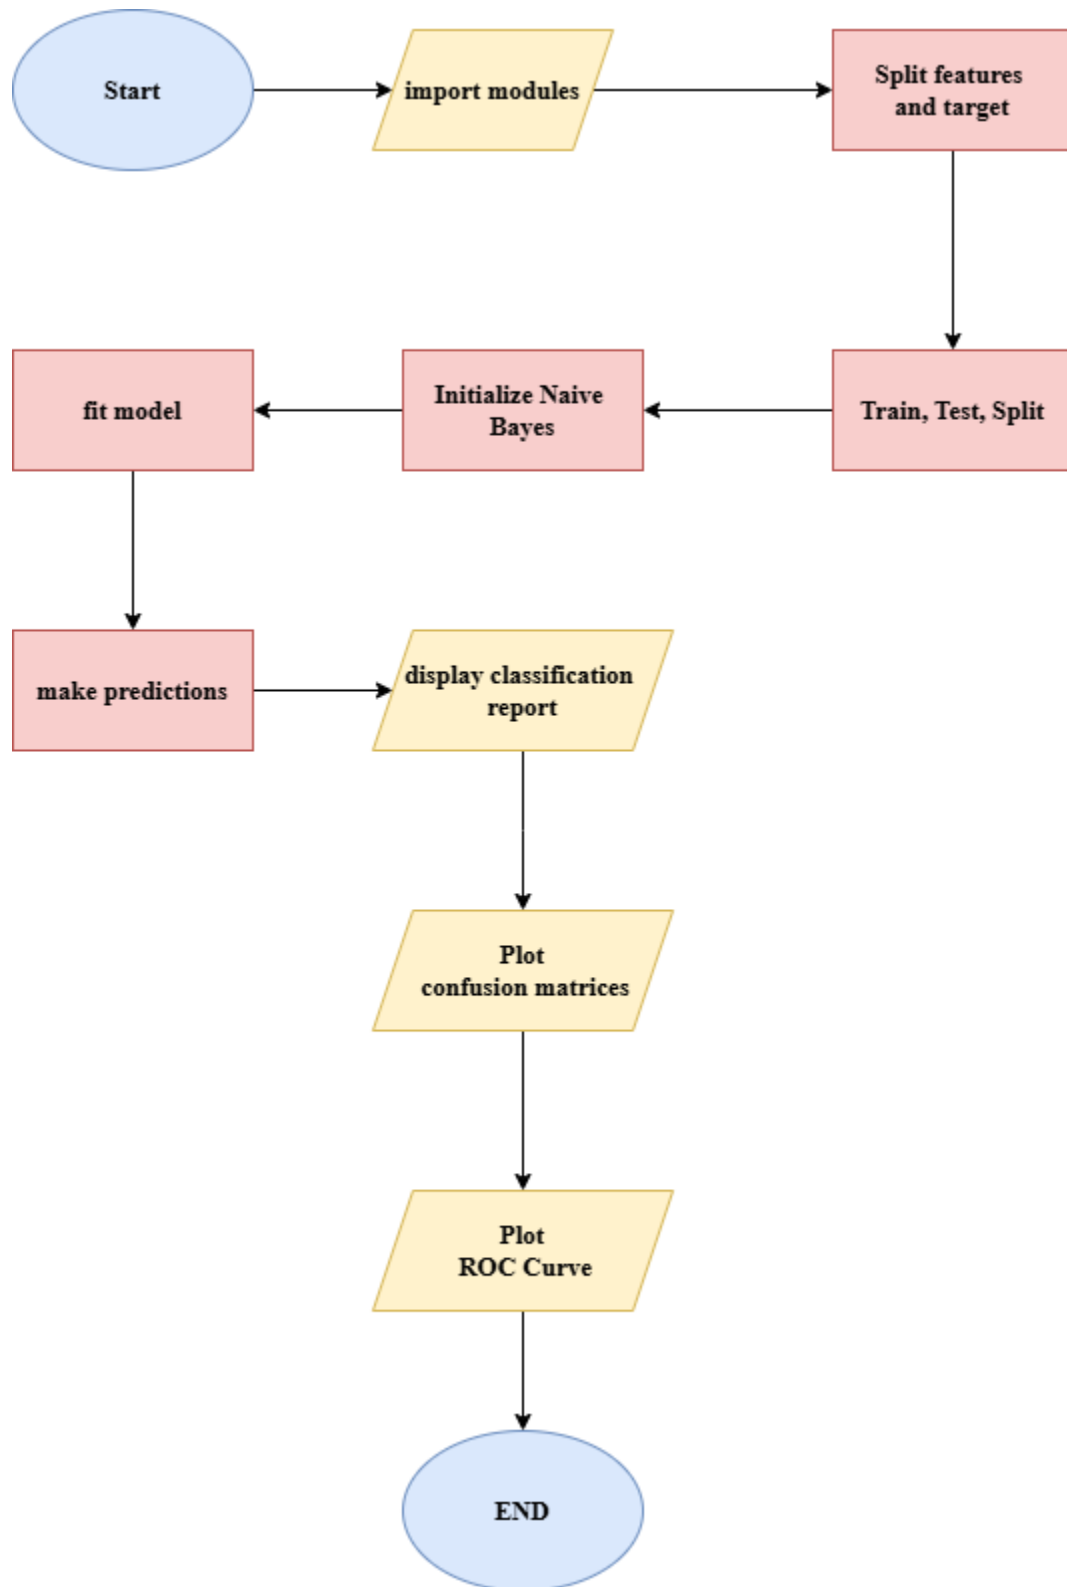 Start
import modules
Split features
and target
Train, Test, Split
Initialize Naive
Bayes
fit model
make predictions
display classification
report
Plot
confusion matrices
Plot
ROC Curve
END